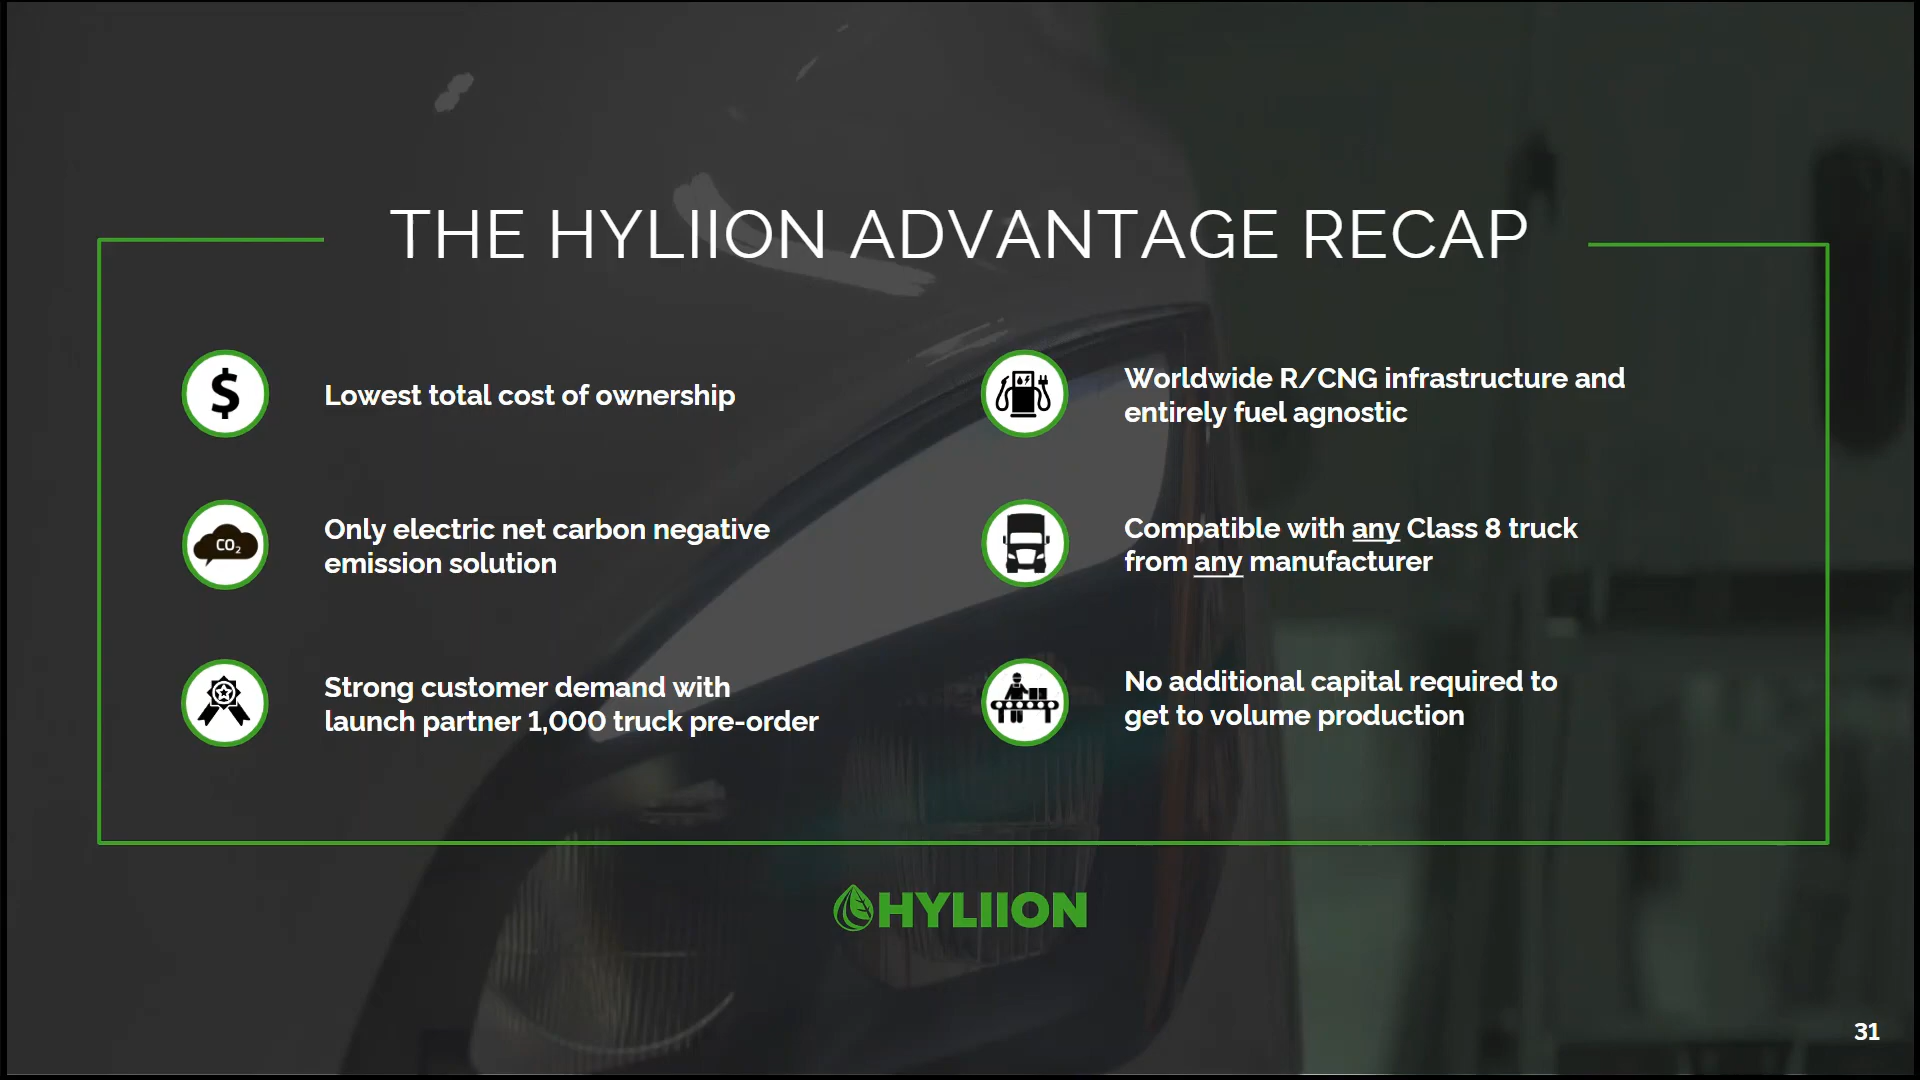 THE HYLIION ADVANTAGE RECAP
$
Lowest total cost of ownership
CO2
Only electric net carbon negative
emission solution
Strong customer demand with
launch partner 1,000 truck pre-order
Worldwide R/CNG infrastructure and
entirely fuel agnostic
Compatible with any Class 8 truck
from any manufacturer
No additional capital required to
get to volume production
HYLIION
31